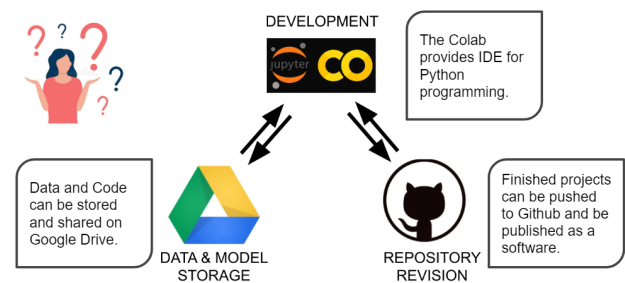 DEVELOPMENT
jupyter
CO
The Colab
provides IDE for
Python
programming.
? ? ? ?
Data and Code
can be stored
and shared on
Google Drive.
DATA & MODEL
STORAGE
REPOSITORY
REVISION
Finished projects
can be pushed
to Github and be
published as a
software.